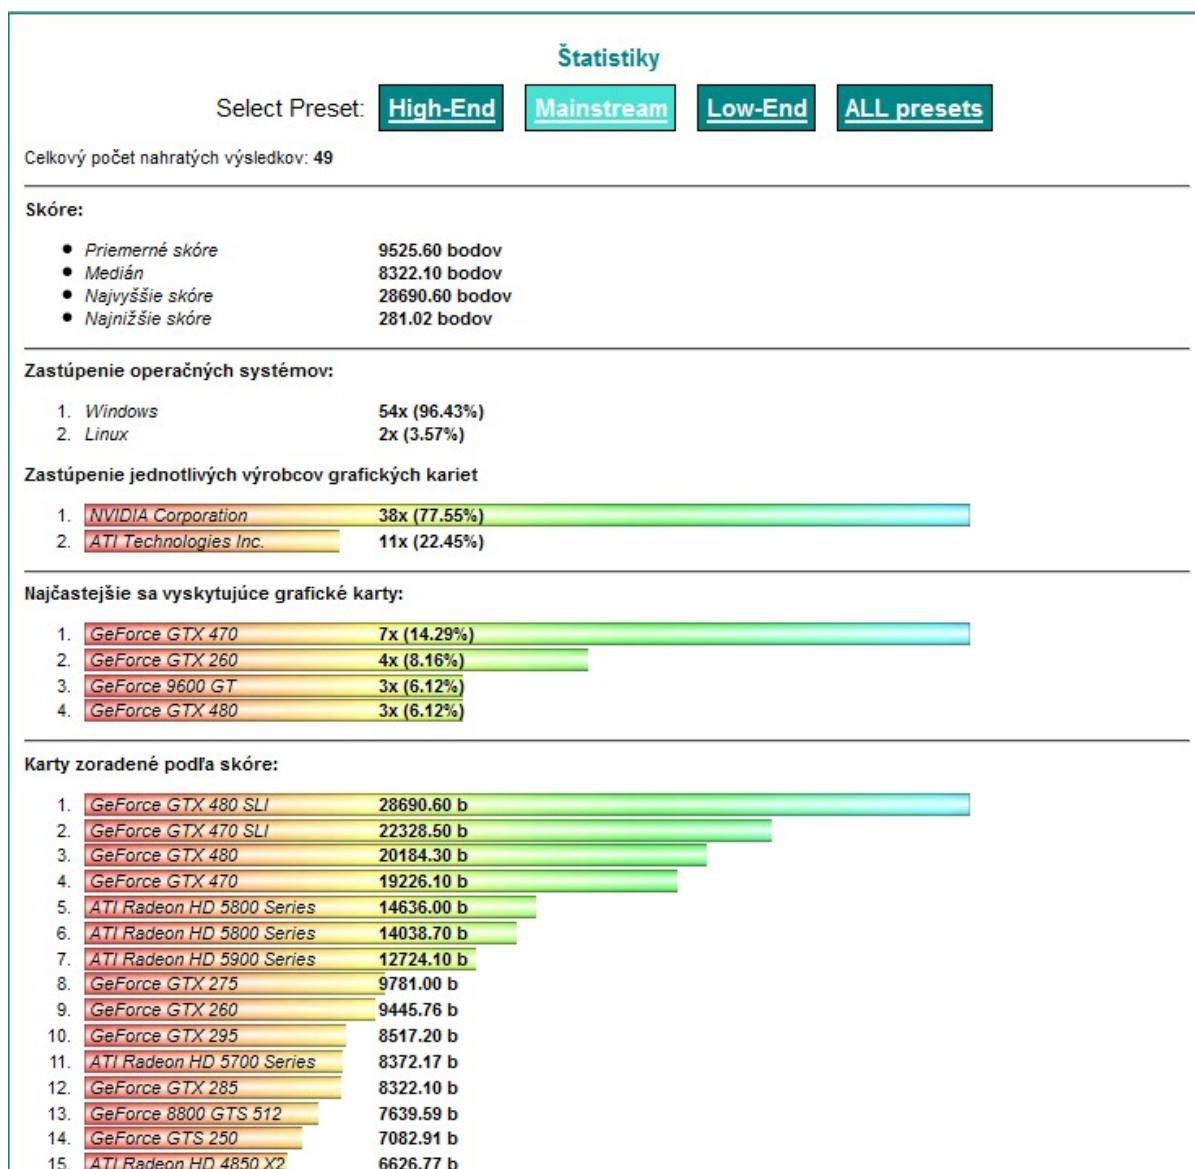 Štatistiky
Select Preset: High-End Mainstream Low-End ALL presets
Celkový počet nahratých výsledkov: 49
Skóre:
Priemerné skóre 9525.60 bodov
Medián 8322.10 bodov
Najvyššie skóre 28690.60 bodov
Najnižšie skóre 281.02 bodov
Zastúpenie operačných systémov:
1. Windows 54x (96.43%)
2. Linux 2x (3.57%)
Zastúpenie jednotlivých výrobcov grafických kariet
1. NVIDIA Corporation 38x (77.55%)
2. ATI Technologies Inc. 11x (22.45%)
Najčastejšie sa vyskytujúce grafické karty:
1. GeForce GTX 470 7x (14.29%)
2. GeForce GTX 260 4x (8.16%)
3. GeForce 9600 GT 3x (6.12%)
4. GeForce GTX 480 3x (6.12%)
Karty zoradené podľa skóre:
1. GeForce GTX 480 SLI 28690.60 b
2. GeForce GTX 470 SLI 22328.50 b
3. GeForce GTX 480 20184.30 b
4. GeForce GTX 470 19226.10 b
5. ATI Radeon HD 5800 Series 14636.00 b
6. ATI Radeon HD 5800 Series 14038.70 b
7. ATI Radeon HD 5900 Series 12724.10 b
8. GeForce GTX 275 9781.00 b
9. GeForce GTX 260 9445.76 b
10. GeForce GTX 295 8517.20 b
11. ATI Radeon HD 5700 Series 8372.17 b
12. GeForce GTX 285 8322.10 b
13. GeForce 8800 GTS 512 7639.59 b
14. GeForce GTS 250 7082.91 b
15. ATI Radeon HD 4850 X2 6626.77 b